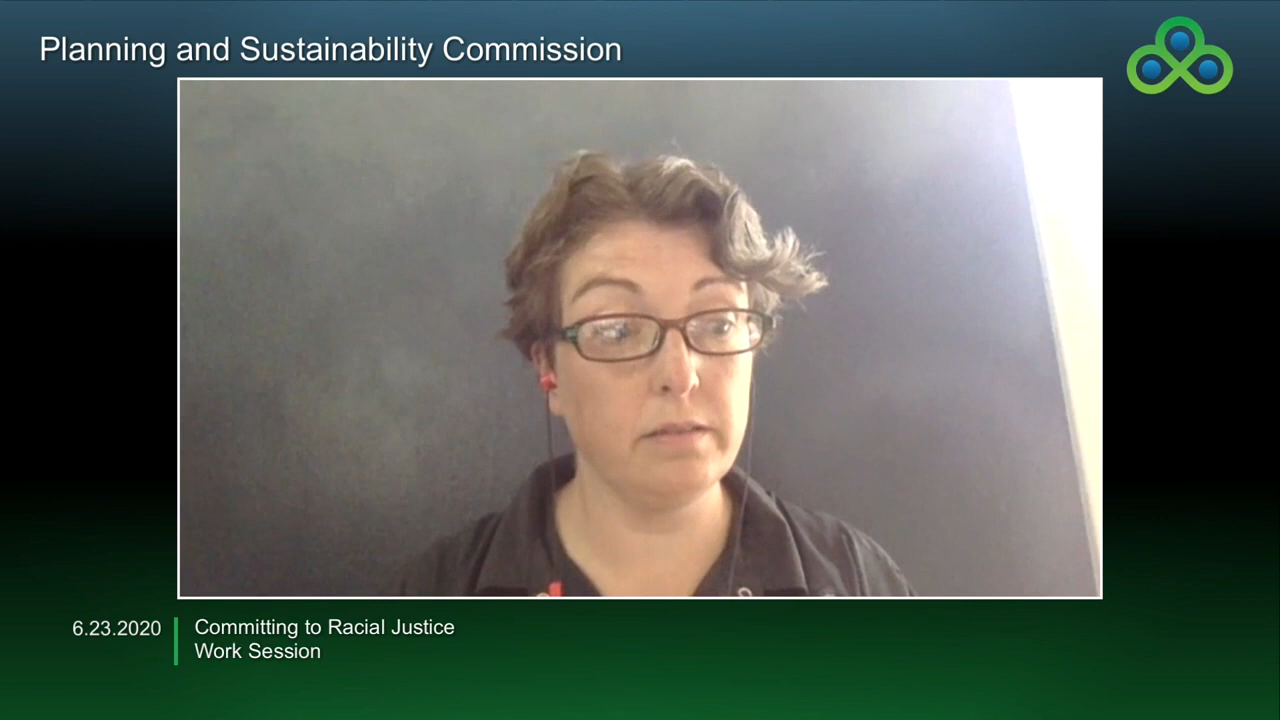 Planning and Sustainability Commission
6.23.2020
Committing to Racial Justice
Work Session